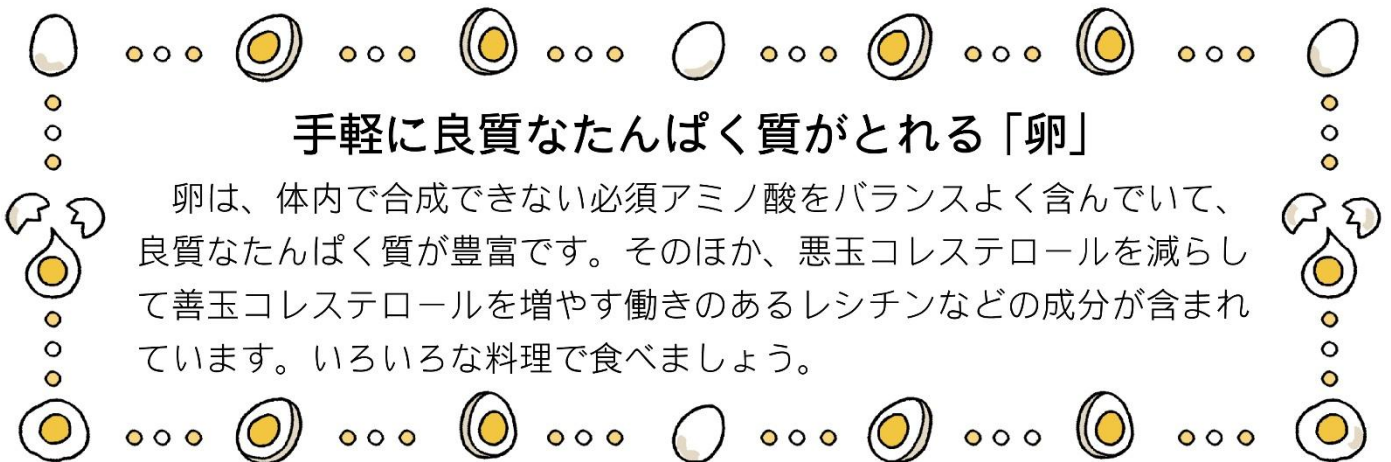 手軽に良質なたんぱく質がとれる「卵」
　卵は、体内で合成できない必須アミノ酸をバランスよく含んでいて、
良質なたんぱく質が豊富です。そのほか、悪玉コレステロールを減らし
て善玉コレステロールを増やす働きのあるレシチンなどの成分が含まれ
ています。いろいろな料理で食べましょう。